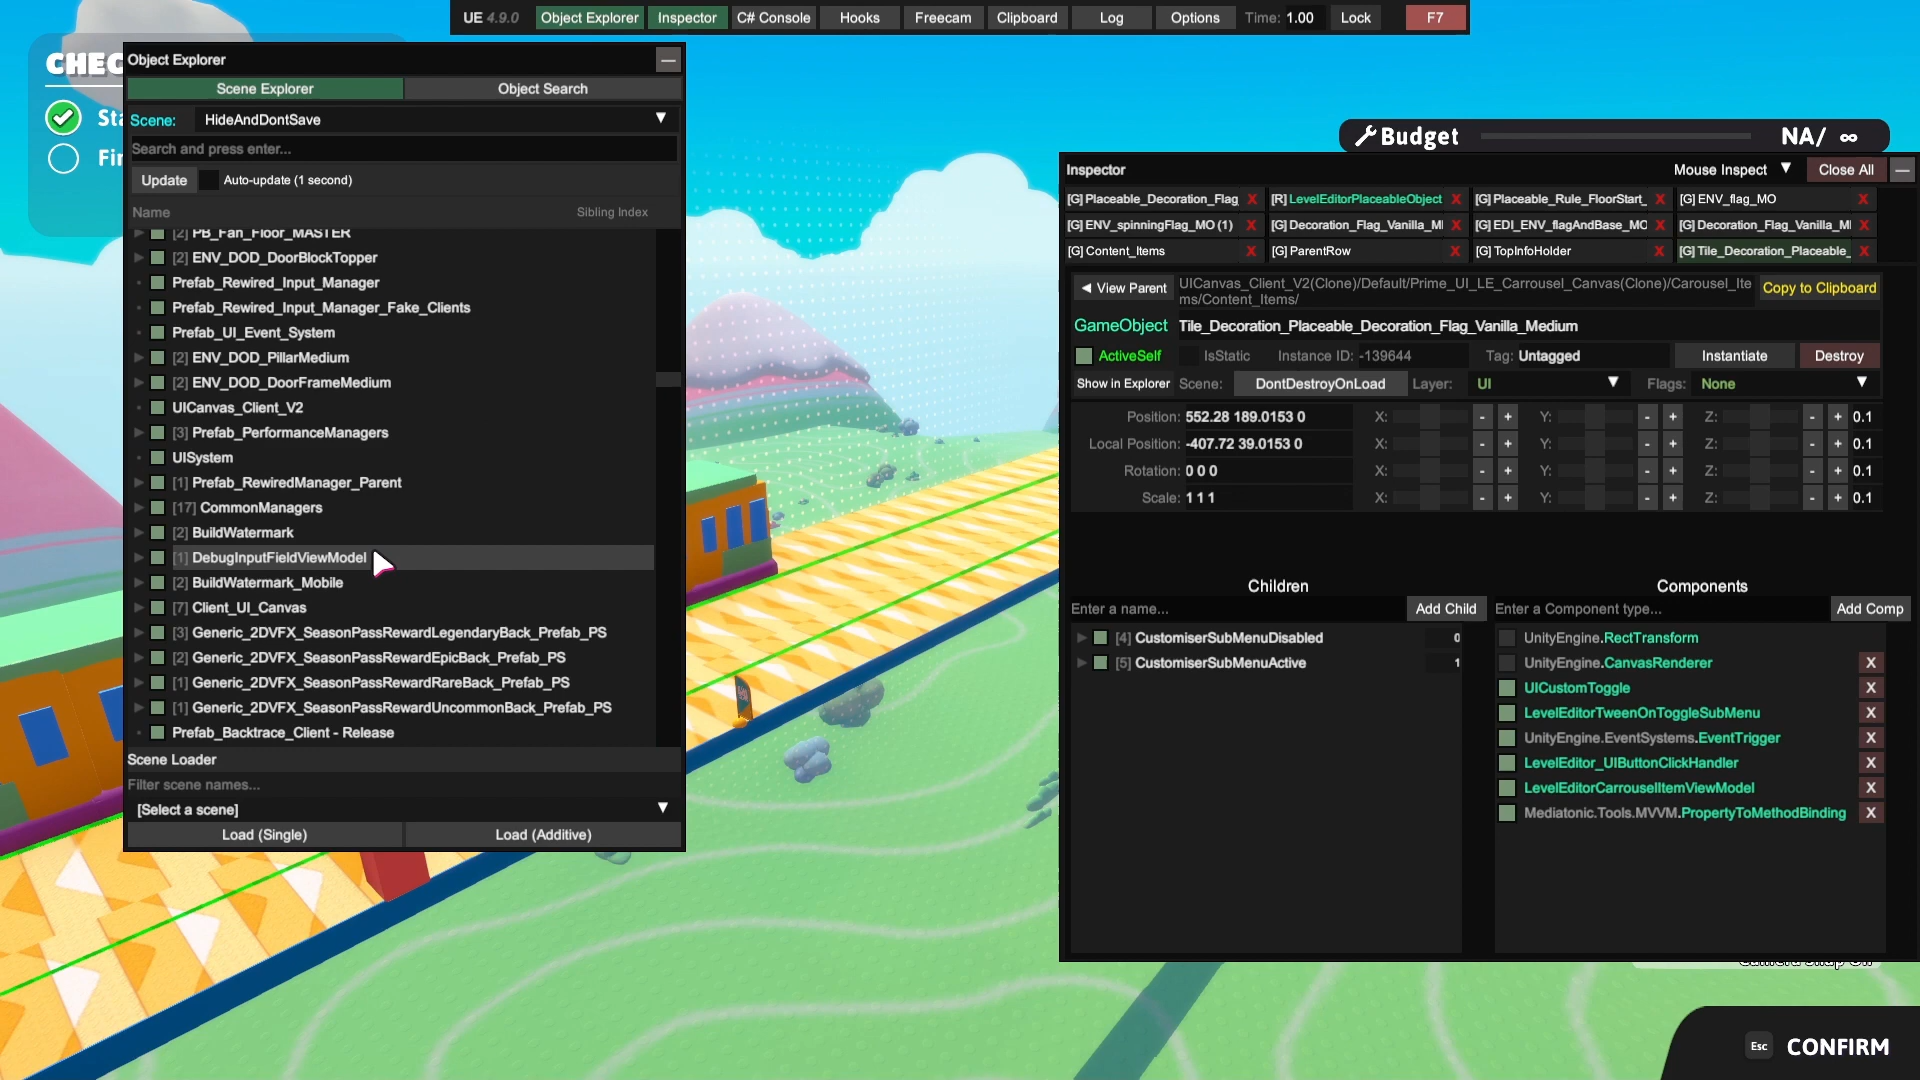 UE 4.9.0 Object Explorer Inspector C# Console Hooks Freecam Clipboard Log Options Time: 1.00 Lock F7
CHEC
Sta
Fir
Object Explorer
—
Scene Explorer Object Search
Scene: HideAndDontSave ▼
Search and press enter...
Update Auto-update (1 second)
Name Sibling Index
[2] PB_Fan_Floor_MASTER
[2] ENV_DOD_DoorBlockTopper
Prefab_Rewired_Input_Manager
Prefab_Rewired_Input_Manager_Fake_Clients
Prefab_UI_Event_System
[2] ENV_DOD_PillarMedium
[2] ENV_DOD_DoorFrameMedium
UICanvas_Client_V2
[3] Prefab_PerformanceManagers
UISystem
[1] Prefab_RewiredManager_Parent
[17] CommonManagers
[2] BuildWatermark
[1] DebugInputFieldViewModel
[2] BuildWatermark_Mobile
[7] Client_UI_Canvas
[3] Generic_2DVFX_SeasonPassRewardLegendaryBack_Prefab_PS
[2] Generic_2DVFX_SeasonPassRewardEpicBack_Prefab_PS
[1] Generic_2DVFX_SeasonPassRewardRareBack_Prefab_PS
[1] Generic_2DVFX_SeasonPassRewardUncommonBack_Prefab_PS
Prefab_Backtrace_Client - Release
Scene Loader
Filter scene names...
[Select a scene] ▼
Load (Single) Load (Additive)
Budget NA/ ∞
Inspector Mouse Inspect ▼ Close All —
[G] Placeable_Decoration_Flag X [R] LevelEditorPlaceableObject X [G] Placeable_Rule_FloorStart_ X [G] ENV_flag_MO X
[G] ENV_spinningFlag_MO (1) X [G] Decoration_Flag_Vanilla_M X [G] EDI_ENV_flagAndBase_MO X [G] Decoration_Flag_Vanilla_M X
[G] Content_Items X [G] ParentRow X [G] TopInfoHolder X [G] Tile_Decoration_Placeable_ X
◄ View Parent UICanvas_Client_V2(Clone)/Default/Prime_UI_LE_Carrousel_Canvas(Clone)/Carousel_Ite
ms/Content_Items/ Copy to Clipboard
GameObject Tile_Decoration_Placeable_Decoration_Flag_Vanilla_Medium
ActiveSelf IsStatic Instance ID: -139644 Tag: Untagged Instantiate Destroy
Show in Explorer Scene: DontDestroyOnLoad Layer: UI ▼ Flags: None ▼
Position: 552.28 189.0153 0 X: - + Y: - + Z: - + 0.1
Local Position: -407.72 39.0153 0 X: - + Y: - + Z: - + 0.1
Rotation: 0 0 0 X: - + Y: - + Z: - + 0.1
Scale: 1 1 1 X: - + Y: - + Z: - + 0.1
Children
Enter a name... Add Child
[4] CustomiserSubMenuDisabled 0
[5] CustomiserSubMenuActive 1
Components
Enter a Component type... Add Comp
UnityEngine.RectTransform
UnityEngine.CanvasRenderer X
UICustomToggle X
LevelEditorTweenOnToggleSubMenu X
UnityEngine.EventSystems.EventTrigger X
LevelEditor_UIButtonClickHandler X
LevelEditorCarrouselItemViewModel X
Mediatonic.Tools.MVVM.PropertyToMethodBinding X
Esc CONFIRM